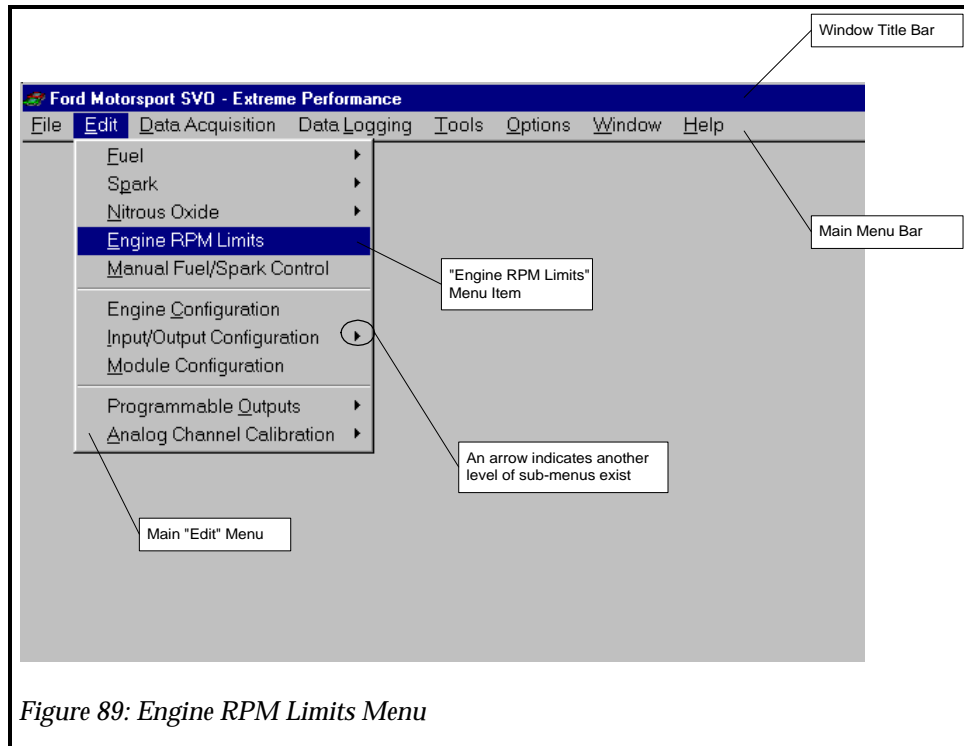 Window Title Bar
Ford Motorsport SVO - Extreme Performance
File Edit Data Acquisition Data Logging Tools Options Window Help
Fuel
Spark
Nitrous Oxide
Engine RPM Limits
Manual Fuel/Spark Control
Engine Configuration
Input/Output Configuration
Module Configuration
Programmable Outputs
Analog Channel Calibration
Main Menu Bar
"Engine RPM Limits"
Menu Item
An arrow indicates another
level of sub-menus exist
Main "Edit" Menu
Figure 89: Engine RPM Limits Menu